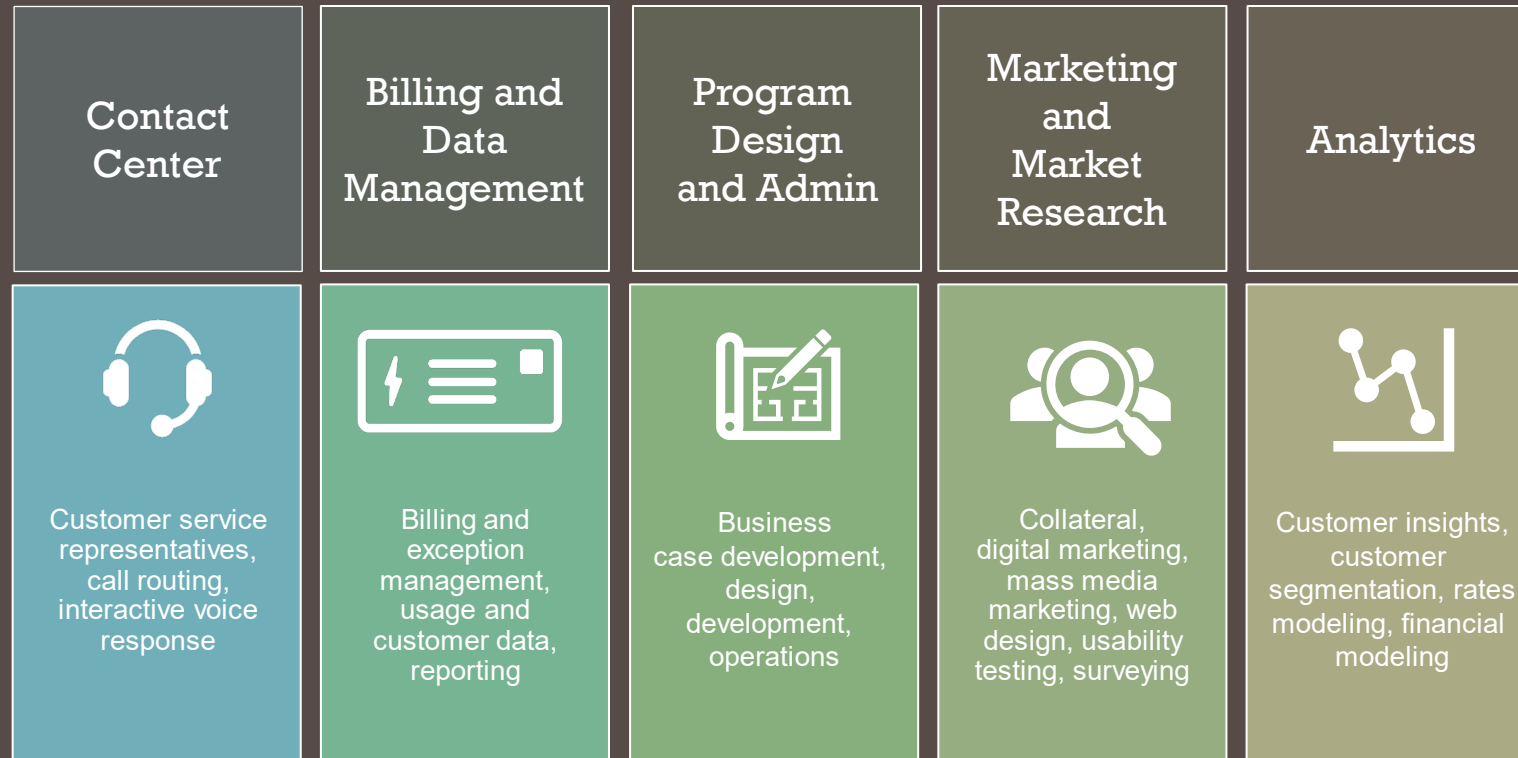 Contact
Center
Billing and
Data
Management
Program
Design
and Admin
Marketing
and
Market
Research
Analytics
Customer service
representatives,
call routing,
interactive voice
response
Billing and
exception
management,
usage and
customer data,
reporting
Business
case development,
design,
development,
operations
Collateral,
digital marketing,
mass media
marketing, web
design, usability
testing, surveying
Customer insights,
customer
segmentation, rates
modeling, financial
modeling